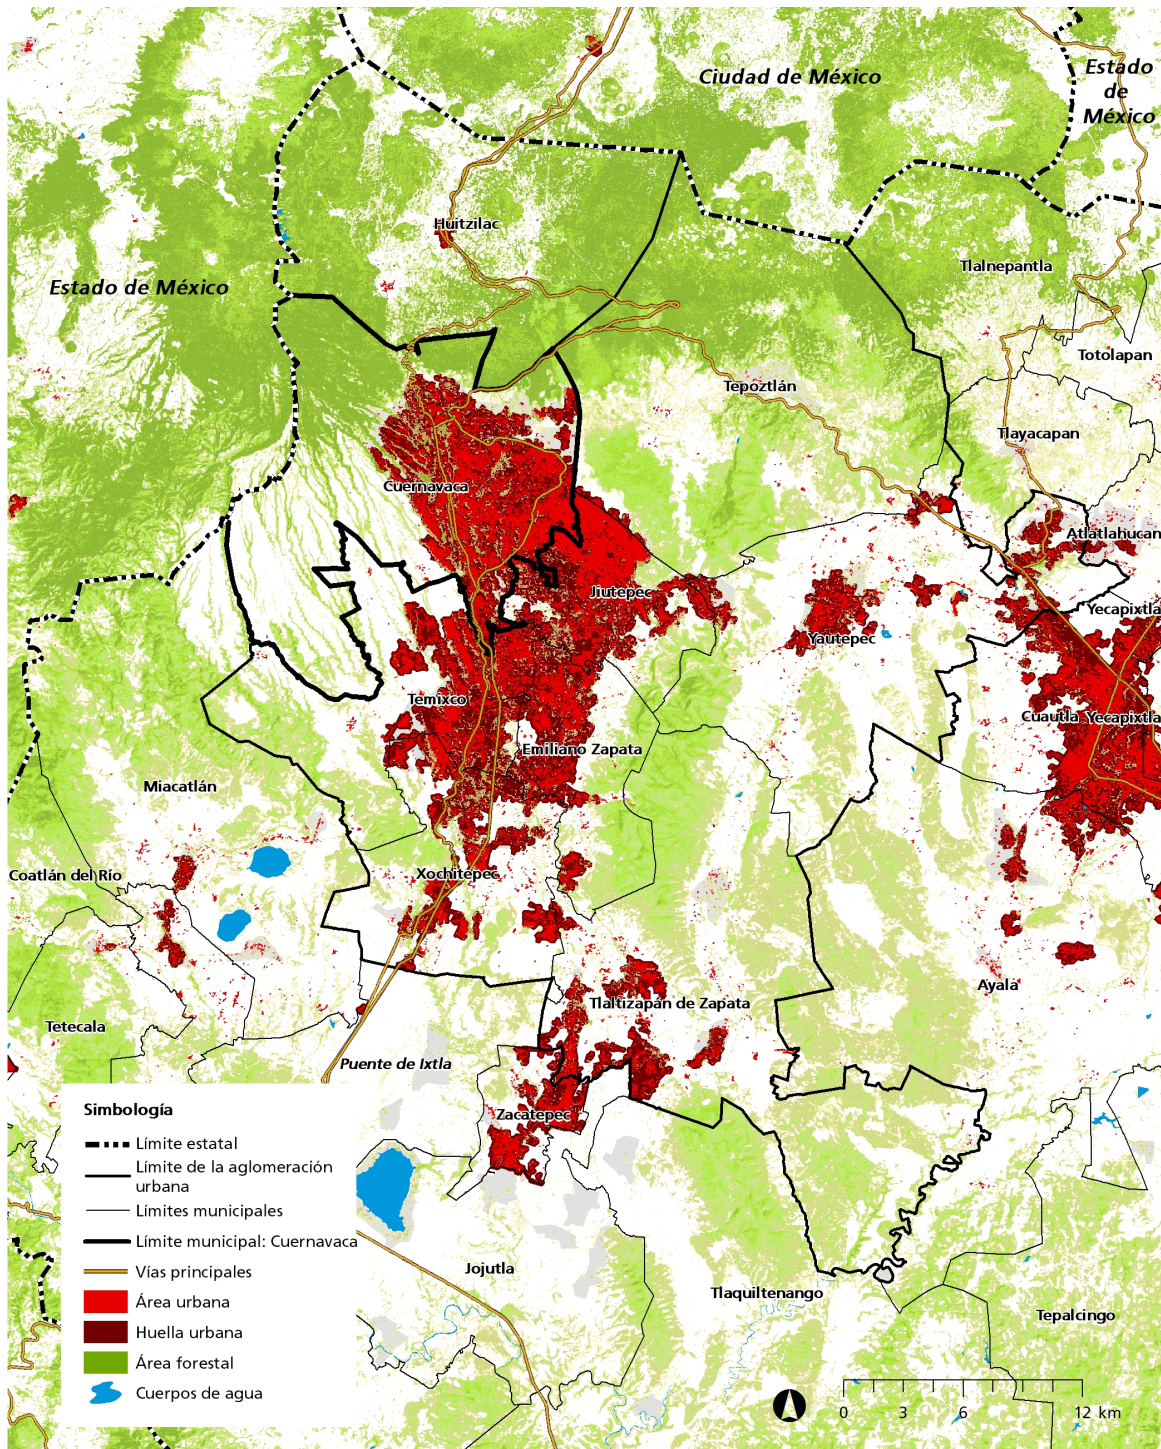 Ciudad de México
Estado
de
México
Huitzilac
Tlalnepantla
Estado de México
Totolapan
Tepoztlán
Tlayacapan
Cuernavaca
Atlatlahucan
Jiutepec
Yecapixtla
Yautepec
Temixco
Cuautla
Yecapixtla
Emiliano Zapata
Miacatlán
Xochitepec
Coatlán del Río
Ayala
Tlaltizapán de Zapata
Tetecala
Puente de Ixtla
Zacatepec
Jojutla
Tlaquiltenango
Tepalcingo
Simbología
Límite estatal
Límite de la aglomeración
urbana
Límites municipales
Límite municipal: Cuernavaca
Vías principales
Área urbana
Huella urbana
Área forestal
Cuerpos de agua
0 3 6 12 km